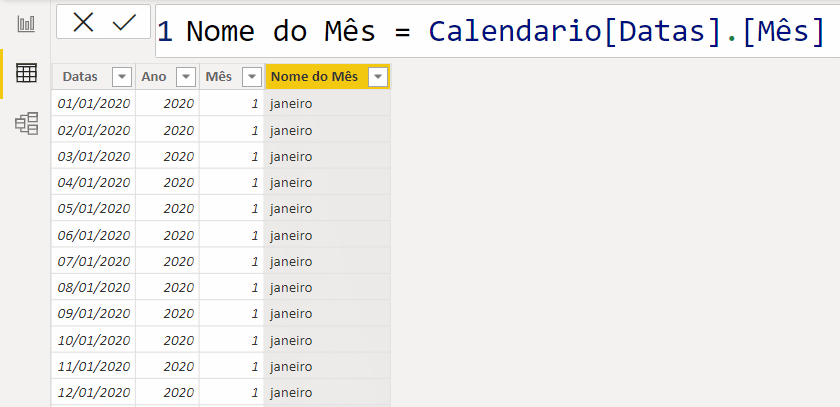 1 Nome do Mês = Calendario[Datas].[Mês]
Datas Ano Mês Nome do Mês
01/01/2020 2020 1 janeiro
02/01/2020 2020 1 janeiro
03/01/2020 2020 1 janeiro
04/01/2020 2020 1 janeiro
05/01/2020 2020 1 janeiro
06/01/2020 2020 1 janeiro
07/01/2020 2020 1 janeiro
08/01/2020 2020 1 janeiro
09/01/2020 2020 1 janeiro
10/01/2020 2020 1 janeiro
11/01/2020 2020 1 janeiro
12/01/2020 2020 1 janeiro